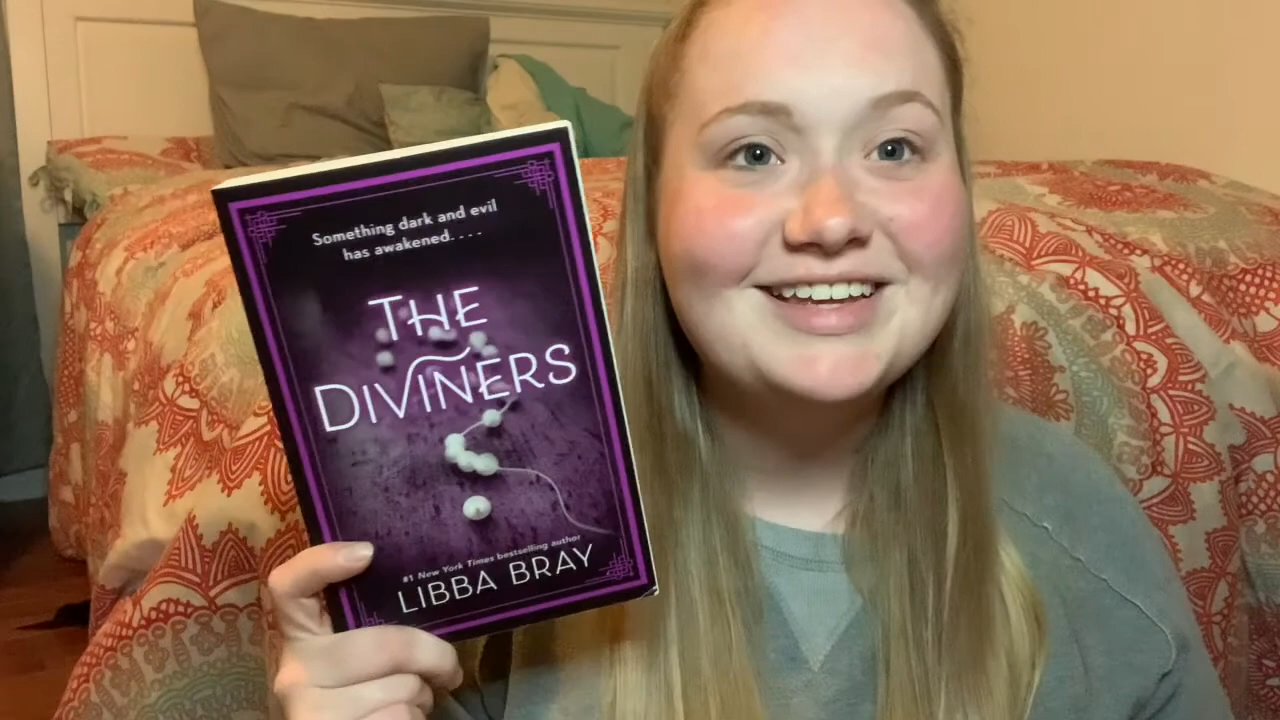 Something dark and evil
has awakened....
THE
DIVINERS
#1 New York Times bestselling author
LIBBA BRAY